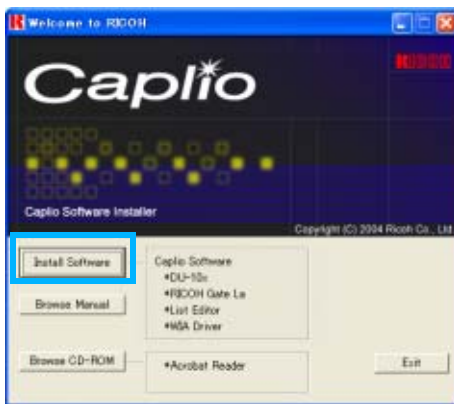 Welcome to RICOH
RICOH
Caplio
Caplio Software Installer
Copyright (C) 2004 Ricoh Co., Ltd
Install Software
Caplio Software
*DU-10x
*RICOH Gate La
*List Editor
*WIA Driver
Browse Manual
Browse CD-ROM
*Acrobat Reader
Exit